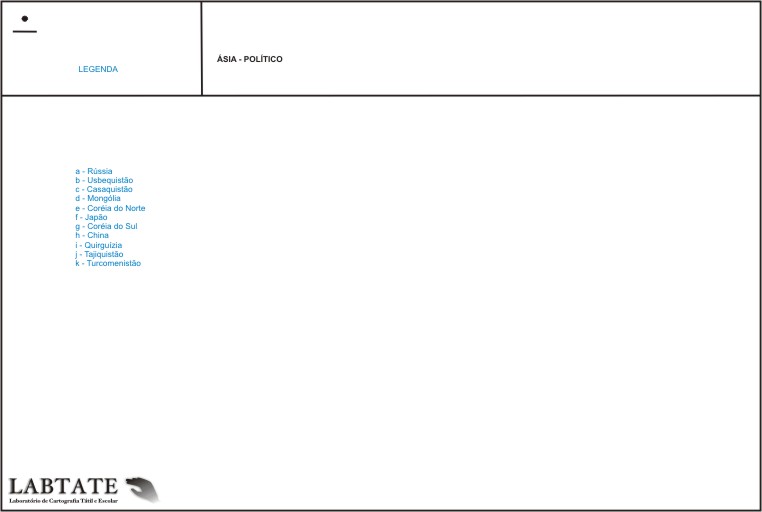 LEGENDA
ÁSIA - POLÍTICO
a - Rússia
b - Usbequistão
c - Casaquistão
d - Mongólia
e - Coréia do Norte
f - Japão
g - Coréia do Sul
h - China
i - Quirguízia
j - Tajiquistão
k - Turcomenistão
LABTATE
Laboratório de Cartografia Tátil e Escolar